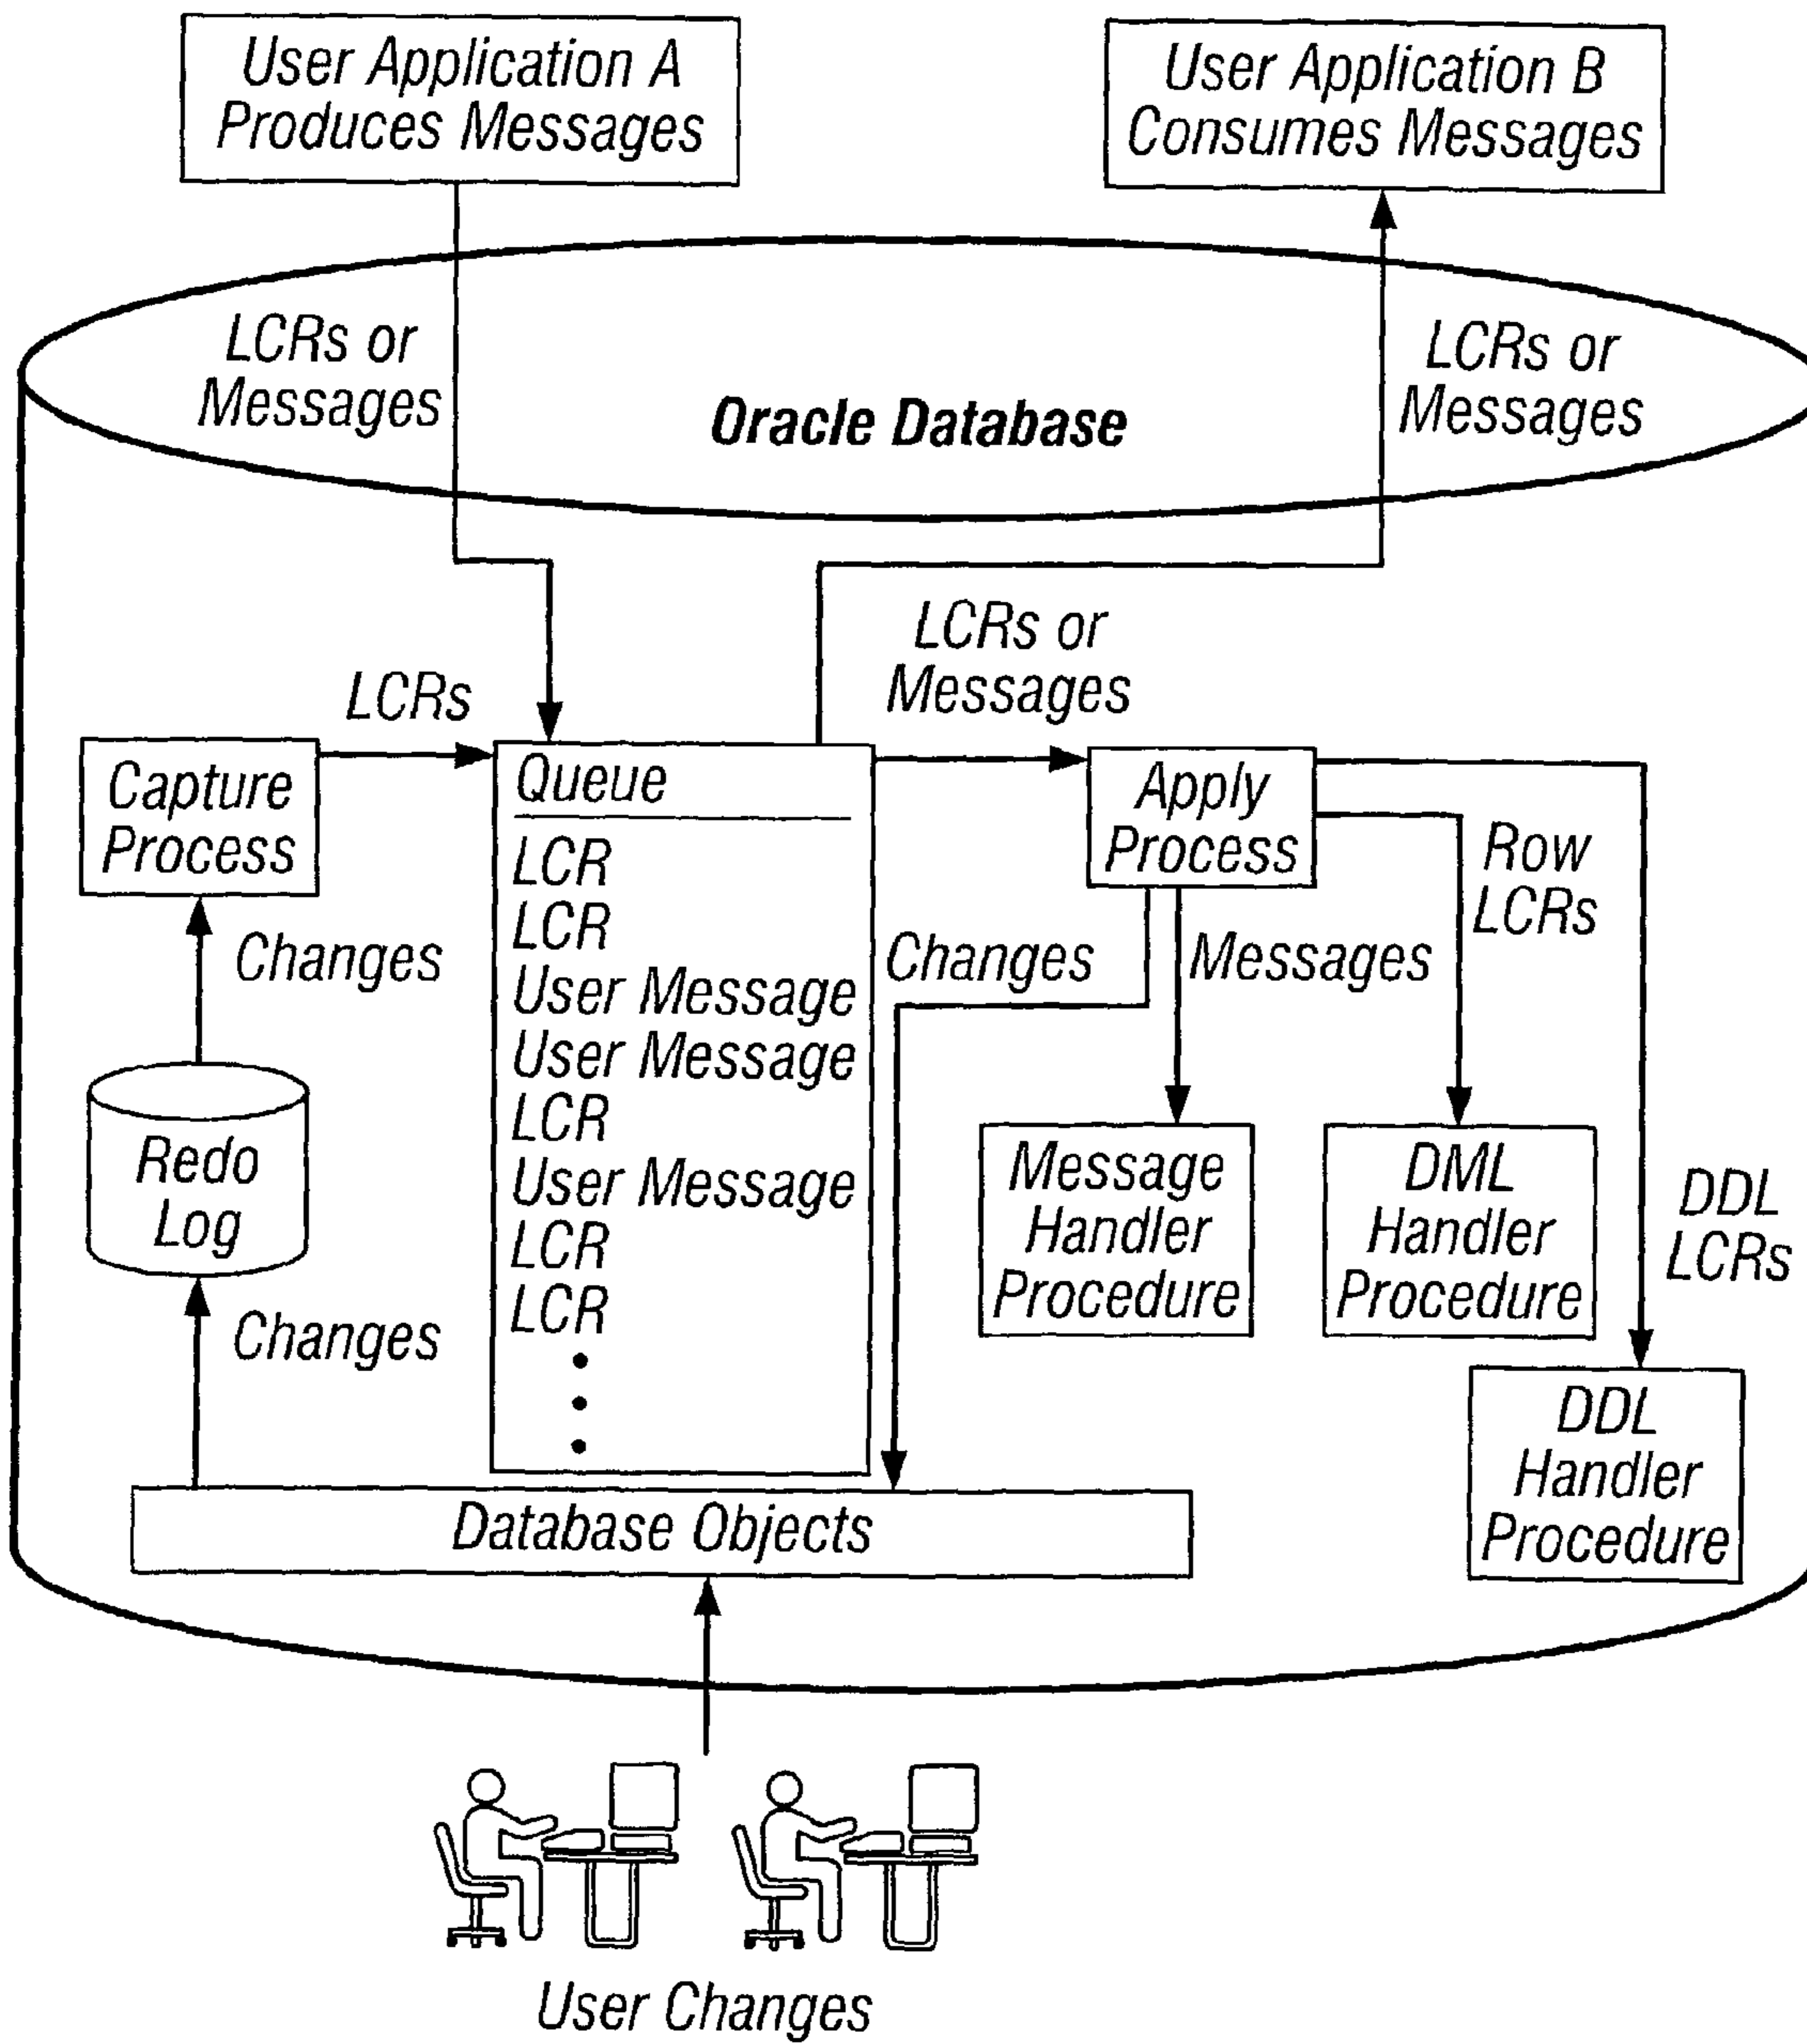 User Application A
Produces Messages
User Application B
Consumes Messages
LCRs or
Messages
Oracle Database
LCRs or
Messages
LCRs or
Messages
LCRs
Capture
Process
Queue
LCR
LCR
User Message
User Message
LCR
User Message
LCR
LCR
Apply
Process
Row
LCRs
Changes
Changes
Messages
Redo
Log
Message
Handler
Procedure
DML
Handler
Procedure
DDL
LCRs
Changes
DDL
Handler
Procedure
Database Objects
User Changes